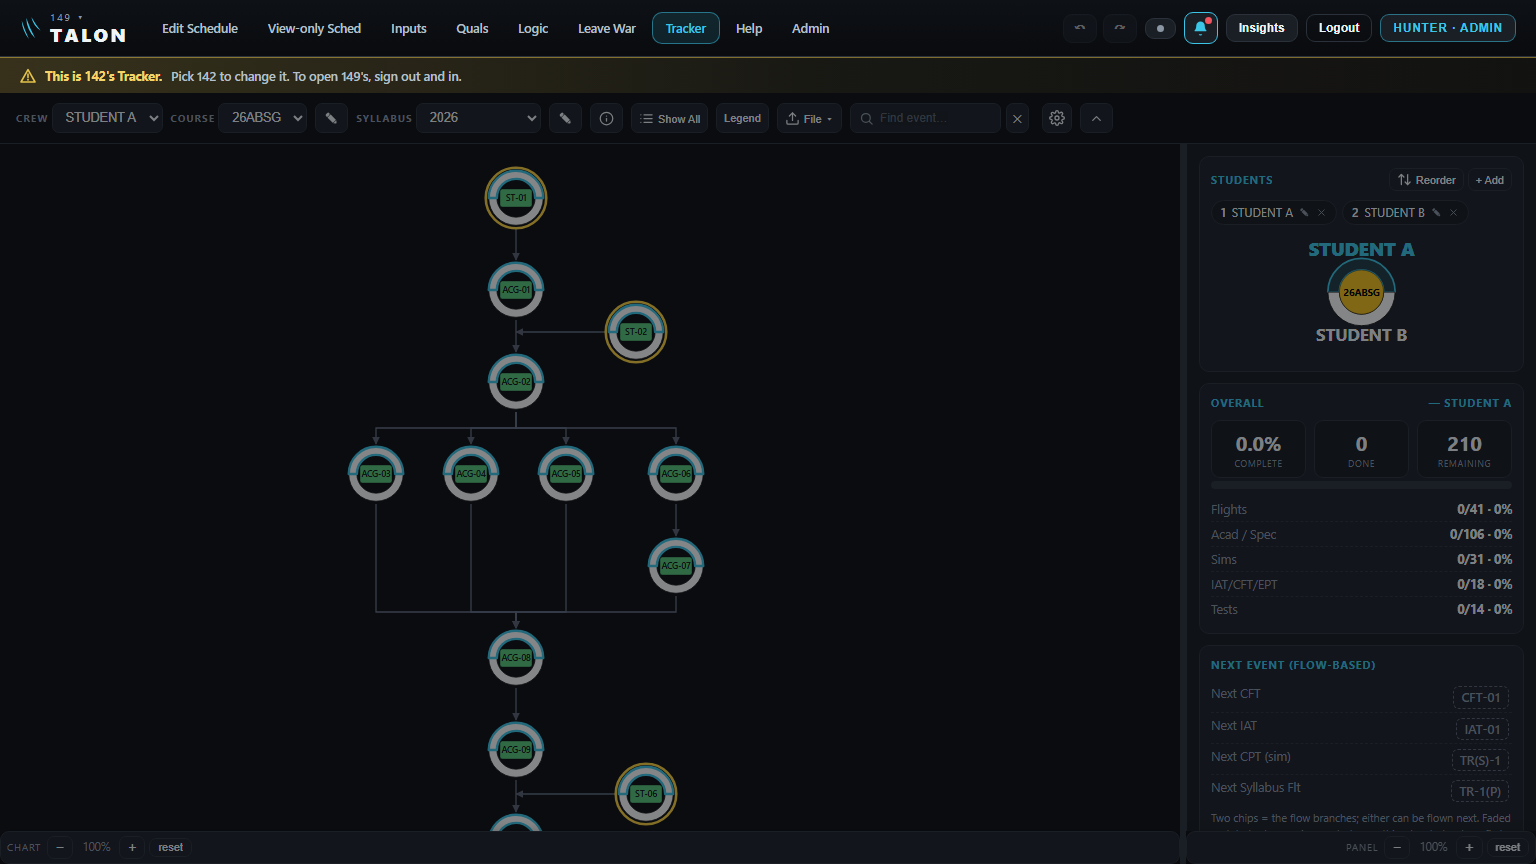 149
TALON
Edit Schedule View-only Sched Inputs Quals Logic Leave War Tracker Help Admin
Insights Logout HUNTER · ADMIN
This is 142's Tracker. Pick 142 to change it. To open 149's, sign out and in.
CREW STUDENT A COURSE 26ABSG SYLLABUS 2026 Show All Legend File Find event...
ST-01
ACG-01
ST-02
ACG-02
ACG-03 ACG-04 ACG-05 ACG-06
ACG-07
ACG-08
ACG-09
ST-06
CHART − 100% + reset
STUDENTS Reorder + Add
1 STUDENT A 2 STUDENT B
STUDENT A
26ABSG
STUDENT B
OVERALL — STUDENT A
0.0% 0 210
COMPLETE DONE REMAINING
Flights 0/41 · 0%
Acad / Spec 0/106 · 0%
Sims 0/31 · 0%
IAT/CFT/EPT 0/18 · 0%
Tests 0/14 · 0%
NEXT EVENT (FLOW-BASED)
Next CFT CFT-01
Next IAT IAT-01
Next CPT (sim) TR(S)-1
Next Syllabus Flt TR-1(P)
Two chips = the flow branches; either can be flown next. Faded
PANEL − 100% + reset